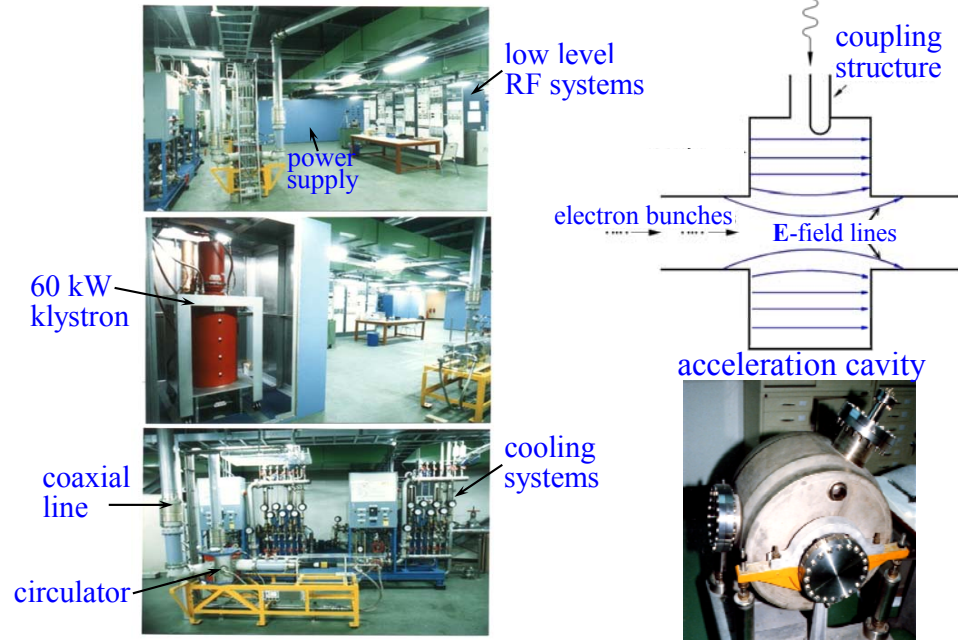 low level
RF systems
power
supply
60 kW
klystron
coaxial
line
cooling
systems
circulator
coupling
structure
electron bunches
E-field lines
acceleration cavity